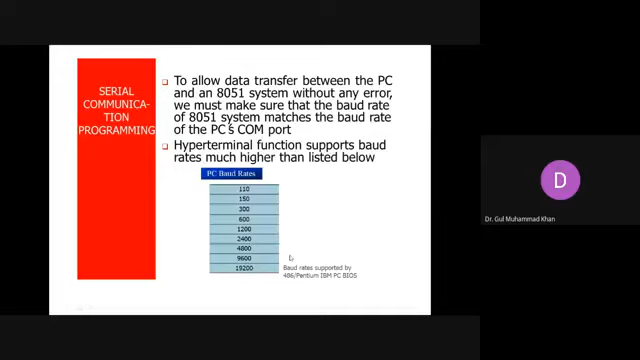 SERIAL
COMMUNICA-
TION
PROGRAMMING
❑ To allow data transfer between the PC
and an 8051 system without any error,
we must make sure that the baud rate
of 8051 system matches the baud rate
of the PC's COM port
❑ Hyperterminal function supports baud
rates much higher than listed below
PC Baud Rates
110
150
300
600
1200
2400
4800
9600
19200
Baud rates supported by
486/Pentium IBM PC BIOS
D
Dr. Gul Muhammad Khan